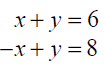 x + y = 6
−x + y = 8